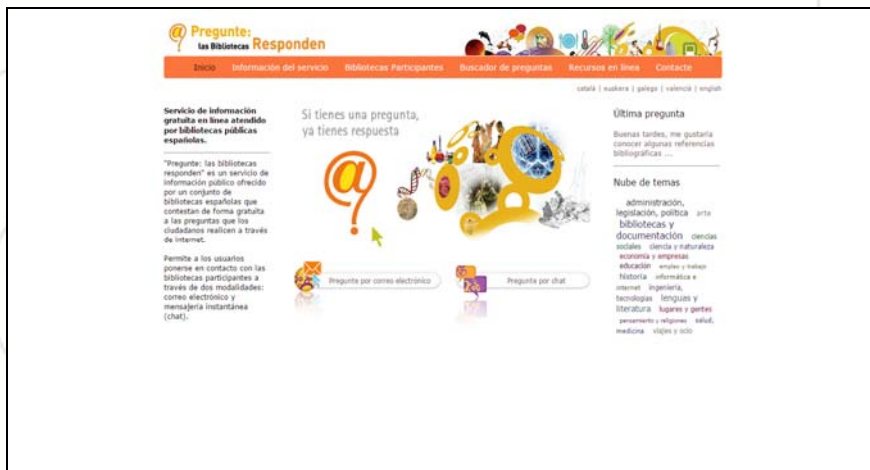 Pregunte:
las Bibliotecas Responden
Inicio Información del servicio Bibliotecas Participantes Buscador de preguntas Recursos en línea Contacte
català | euskera | galego | valencià | english
Servicio de información
gratuita en línea atendido
por bibliotecas públicas
españolas.
"Pregunte: las bibliotecas
responden" es un servicio de
información público ofrecido
por un conjunto de
bibliotecas españolas que
contestan de forma gratuita
a las preguntas que los
ciudadanos realicen a través
de Internet.
Permite a los usuarios
ponerse en contacto con las
bibliotecas participantes a
través de dos modalidades:
correo electrónico y
mensajería instantánea
(chat).
Si tienes una pregunta,
ya tienes respuesta
Pregunte por correo electrónico
Pregunte por chat
Última pregunta
Buenas tardes, me gustaría
conocer algunas referencias
bibliográficas ...
Nube de temas
administración,
legislación, política arte
bibliotecas y
documentación ciencias
sociales ciencia y naturaleza
economía y empresas
educación empleo y trabajo
historia informática e
internet ingeniería,
tecnologías lenguas y
literatura lugares y gentes
pensamiento y religiones salud,
medicina viajes y ocio